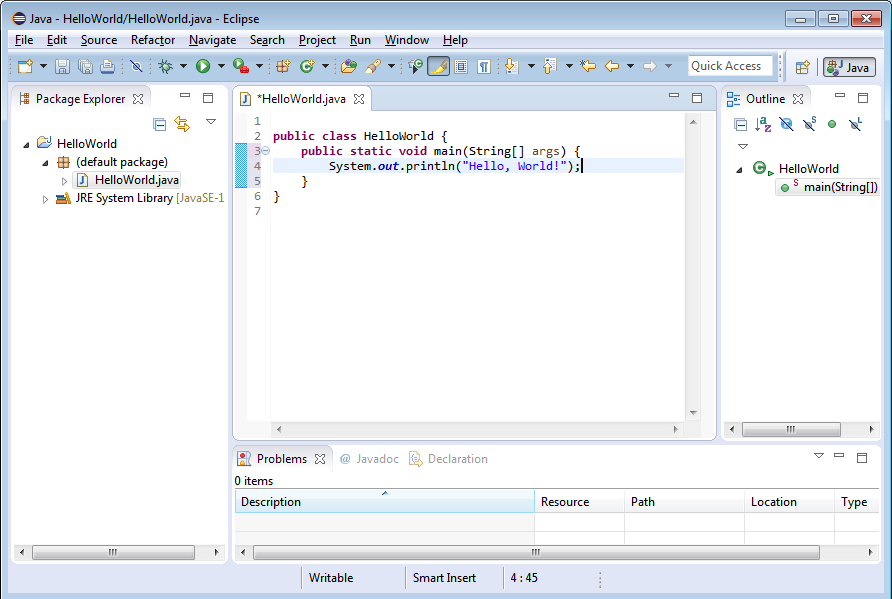 Java - HelloWorld/HelloWorld.java - Eclipse
File Edit Source Refactor Navigate Search Project Run Window Help
Quick Access Java
Package Explorer
HelloWorld
(default package)
HelloWorld.java
JRE System Library [JavaSE-1
*HelloWorld.java
1
2 public class HelloWorld {
3 public static void main(String[] args) {
4 System.out.println("Hello, World!");
5 }
6 }
7
Outline
HelloWorld
S main(String[])
Problems @ Javadoc Declaration
0 items
Description Resource Path Location Type
Writable Smart Insert 4 : 45